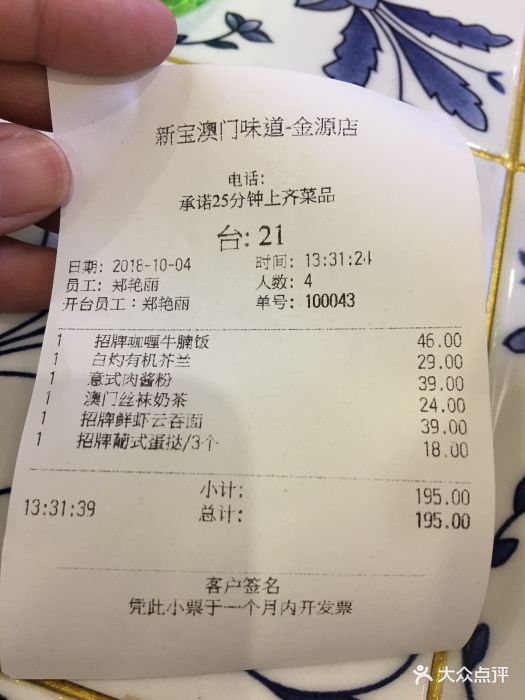 新宝澳门味道-金源店
电话:
承诺25分钟上齐菜品
台: 21
日期: 2018-10-04 时间: 13:31:24
员工: 郑艳丽 人数: 4
开台员工: 郑艳丽 单号: 100043
1 招牌咖喱牛腩饭 46.00
1 白灼有机芥兰 29.00
1 意式肉酱粉 39.00
1 澳门丝袜奶茶 24.00
1 招牌鲜虾云吞面 39.00
1 招牌葡式蛋挞/3个 18.00
小计: 195.00
13:31:39 总计: 195.00
客户签名
凭此小票于一个月内开发票
大众点评